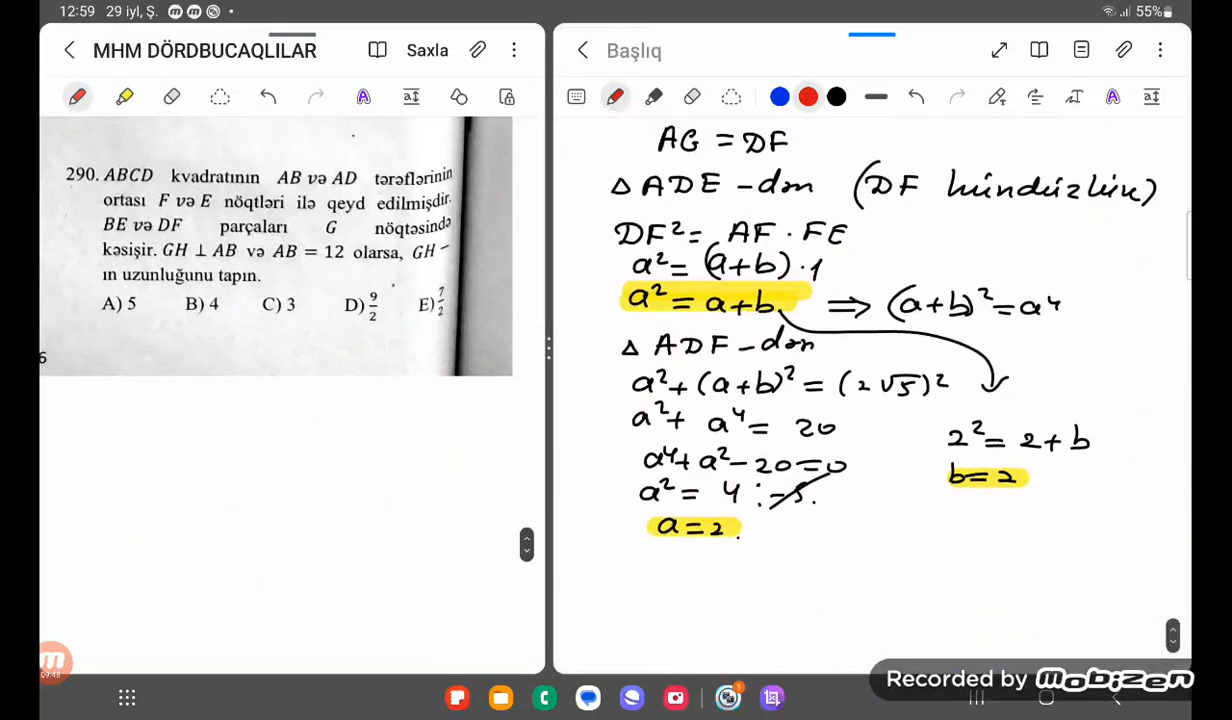 12:59 29 iyl, Ş.
55%
MHM DÖRDBUCAQLILAR
Saxla
Başlıq
290. ABCD kvadratının AB və AD tərəflərinin
ortası F və E nöqtləri ilə qeyd edilmişdir.
BE və DF parçaları G nöqtəsində
kəsişir. GH ⊥ AB və AB = 12 olarsa, GH −
ın uzunluğunu tapın.
A) 5 B) 4 C) 3 D) 9/2 E) 7/2
6
AG = DF
△ ADE - dən (DF hündürlük)
DF² = AF · FE
a² = (a+b) · 1
a² = a+b. ⟹ (a+b)² = a⁴
△ ADF - dən
a² + (a+b)² = (2√5)²
a² + a⁴ = 20
a⁴ + a² - 20 = 0
a² = 4 ; -5.
a = 2
2² = 2 + b
b = 2
09:48
Recorded by mobizen